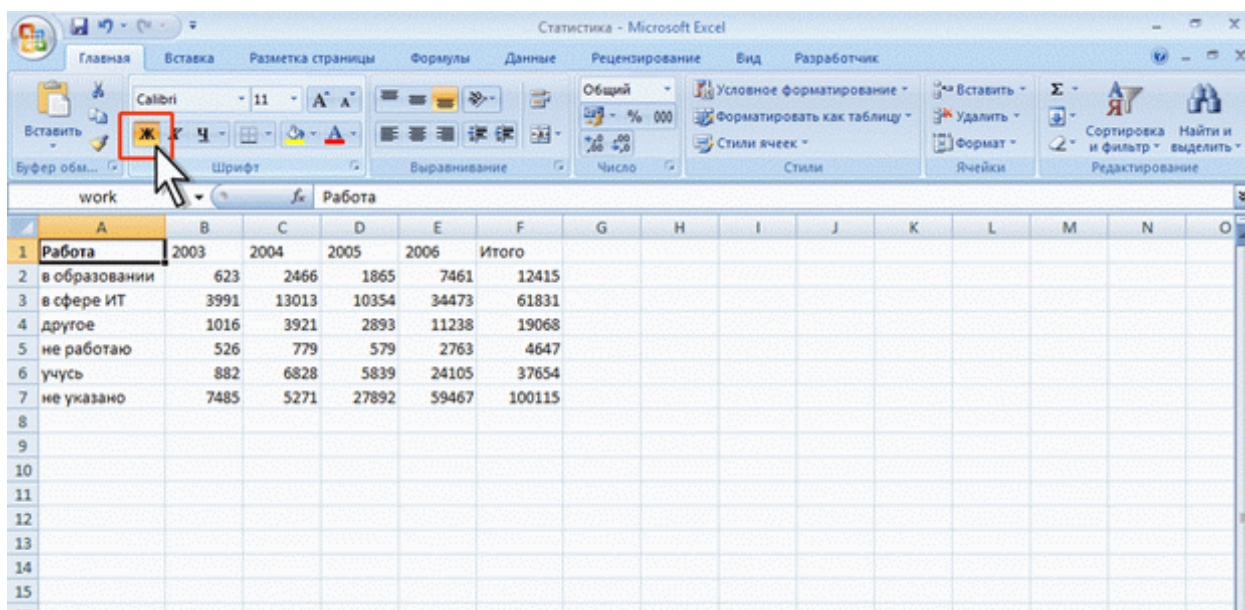 Статистика - Microsoft Excel
Главная Вставка Разметка страницы Формулы Данные Рецензирование Вид Разработчик
Вставить
Буфер обм...
Calibri 11 А А
Ж К Ч А
Шрифт
Выравнивание
Общий
% 000
Число
Условное форматирование
Форматировать как таблицу
Стили ячеек
Стили
Вставить
Удалить
Формат
Ячейки
Σ
Сортировка и фильтр
Найти и выделить
Редактирование
work fx Работа
A B C D E F G H I J K L M N O
1 Работа 2003 2004 2005 2006 Итого
2 в образовании 623 2466 1865 7461 12415
3 в сфере ИТ 3991 13013 10354 34473 61831
4 другое 1016 3921 2893 11238 19068
5 не работаю 526 779 579 2763 4647
6 учусь 882 6828 5839 24105 37654
7 не указано 7485 5271 27892 59467 100115
8
9
10
11
12
13
14
15